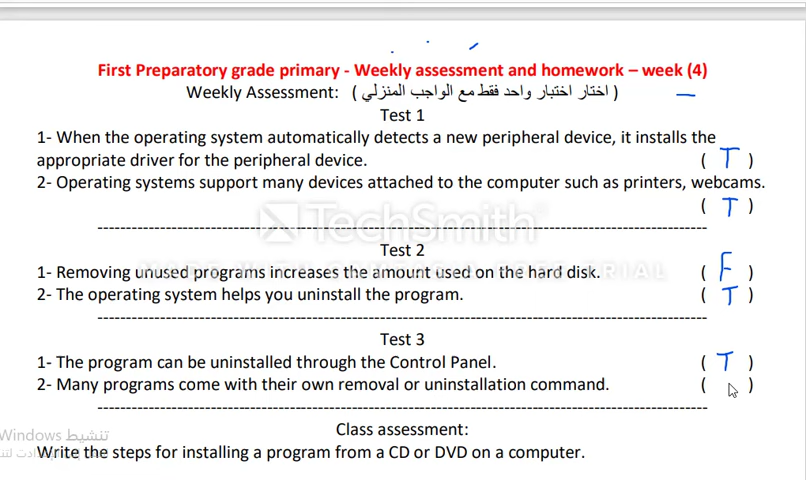 First Preparatory grade primary - Weekly assessment and homework – week (4)
Weekly Assessment: ( اختار اختبار واحد فقط مع الواجب المنزلي )
Test 1
1- When the operating system automatically detects a new peripheral device, it installs the
appropriate driver for the peripheral device. ( T )
2- Operating systems support many devices attached to the computer such as printers, webcams.
( T )
TechSmith
Test 2
1- Removing unused programs increases the amount used on the hard disk. ( F )
2- The operating system helps you uninstall the program. ( T )
Test 3
1- The program can be uninstalled through the Control Panel. ( T )
2- Many programs come with their own removal or uninstallation command. ( )
Class assessment:
تنشيط Windows
Write the steps for installing a program from a CD or DVD on a computer.